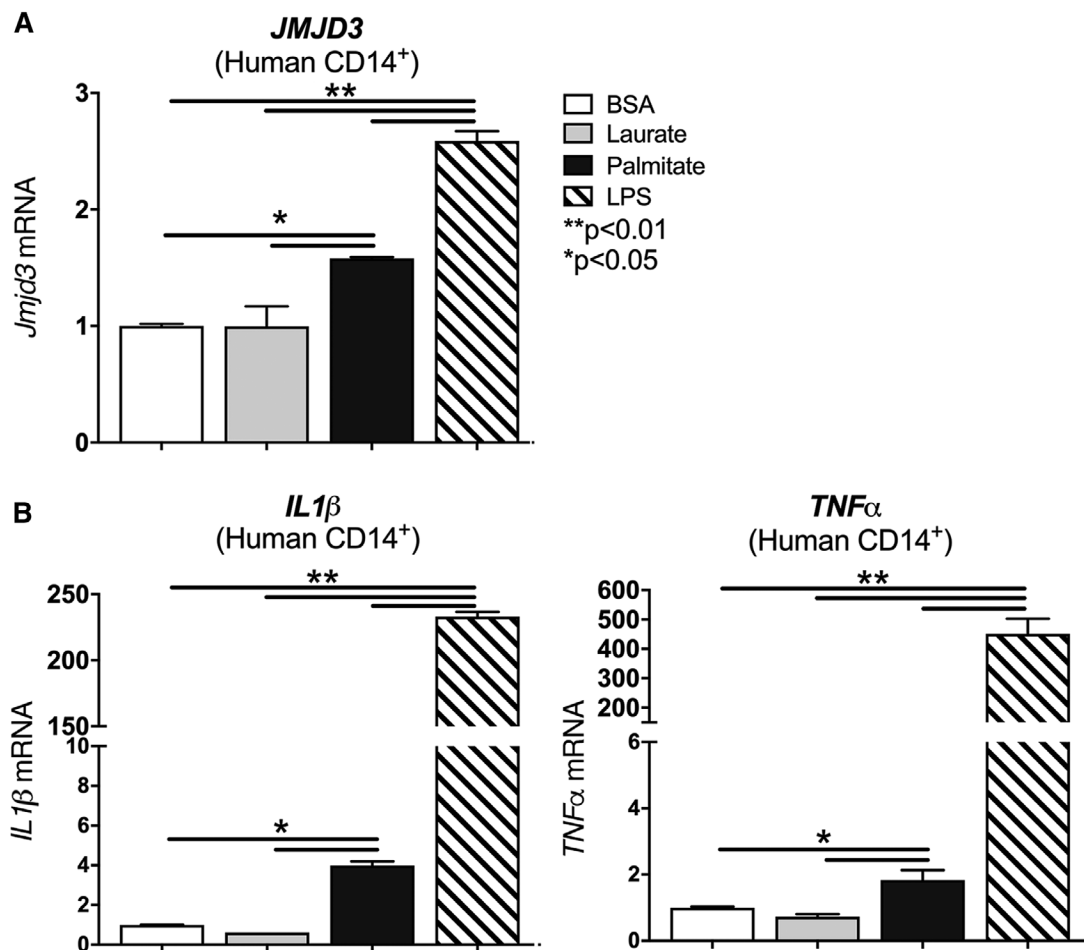 A
JMJD3
(Human CD14+)
**
3
2
1
0
*
Jmjd3 mRNA
BSA
Laurate
Palmitate
LPS
**p<0.01
*p<0.05
B
IL1β
(Human CD14+)
**
250
200
150
10
8
6
4
2
0
*
IL1β mRNA
TNFα
(Human CD14+)
**
600
500
400
300
200
6
4
2
0
*
TNFα mRNA